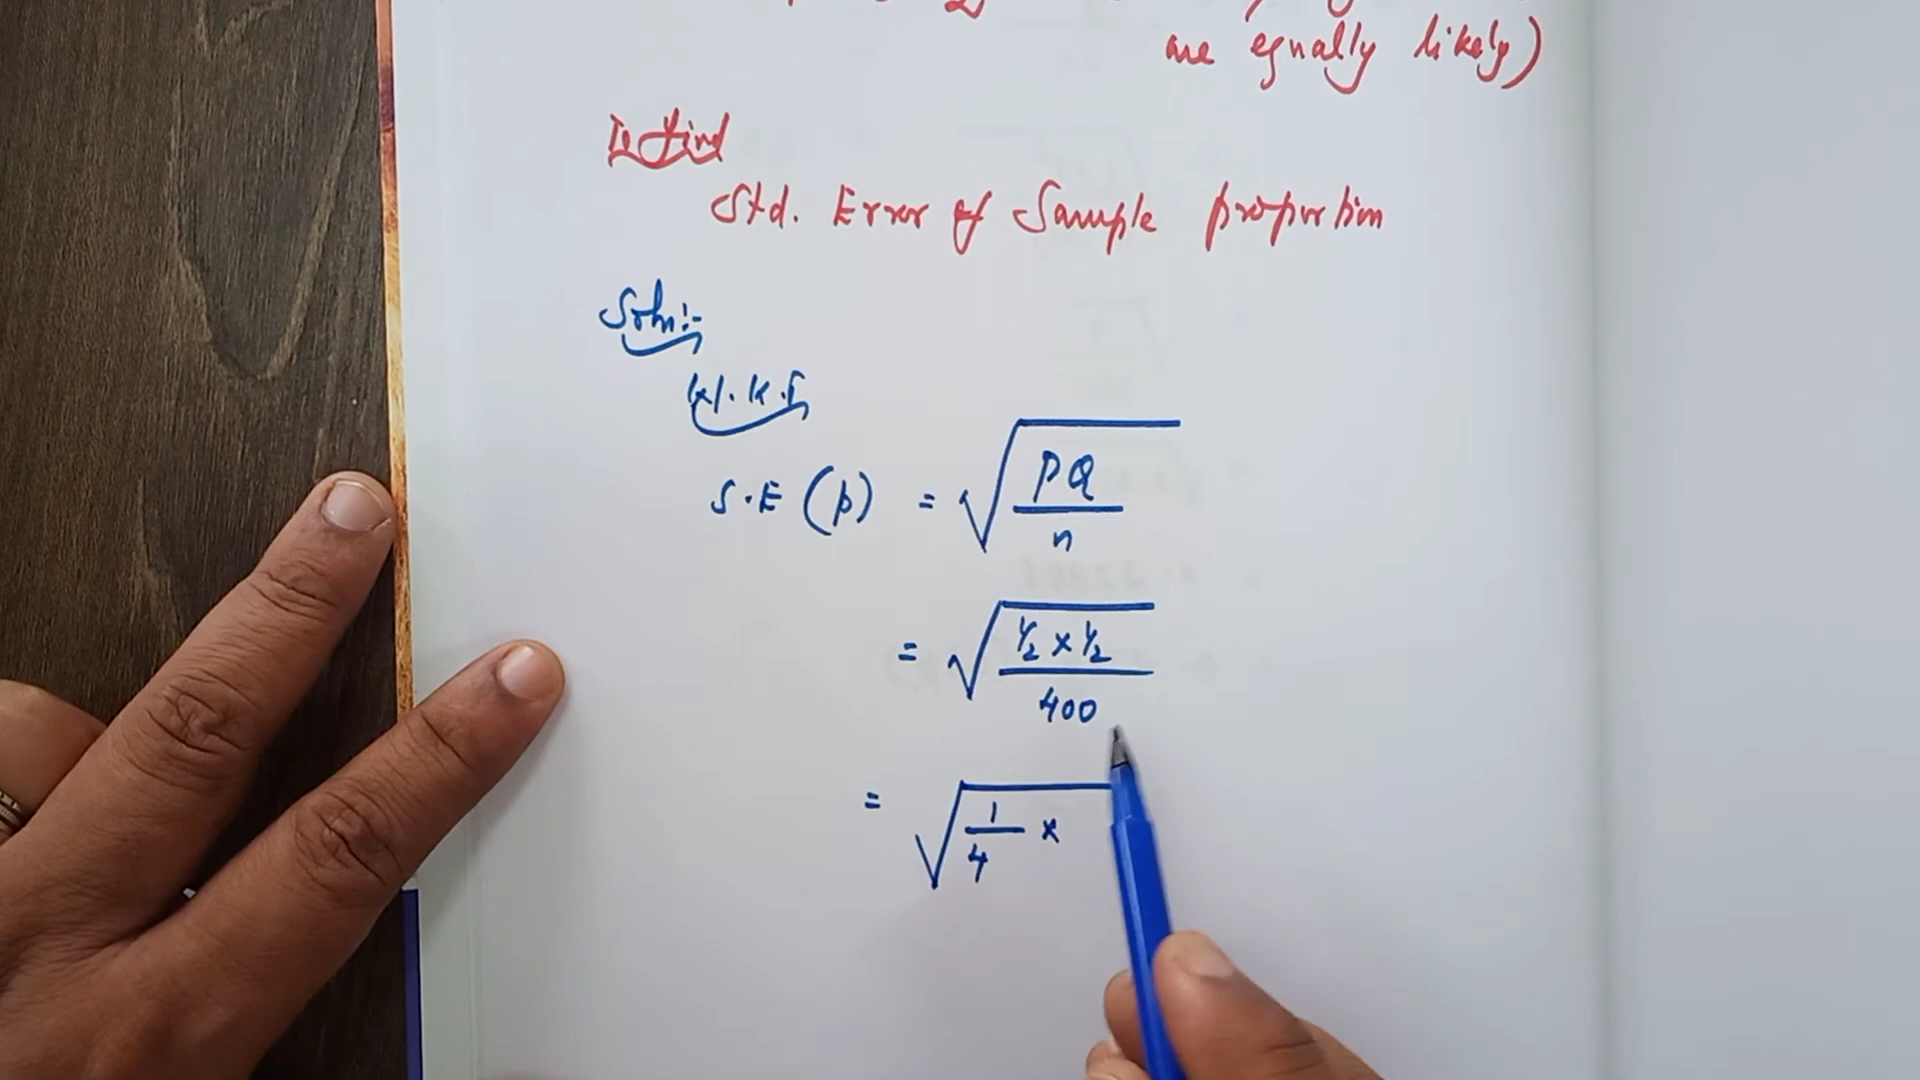 are equally likely)
To find
Std. Error of Sample proportion
Soln:-
W.K.T
S.E (p) = √(PQ/n)
= √(1/2 × 1/2 / 400)
= √(1/4 ×